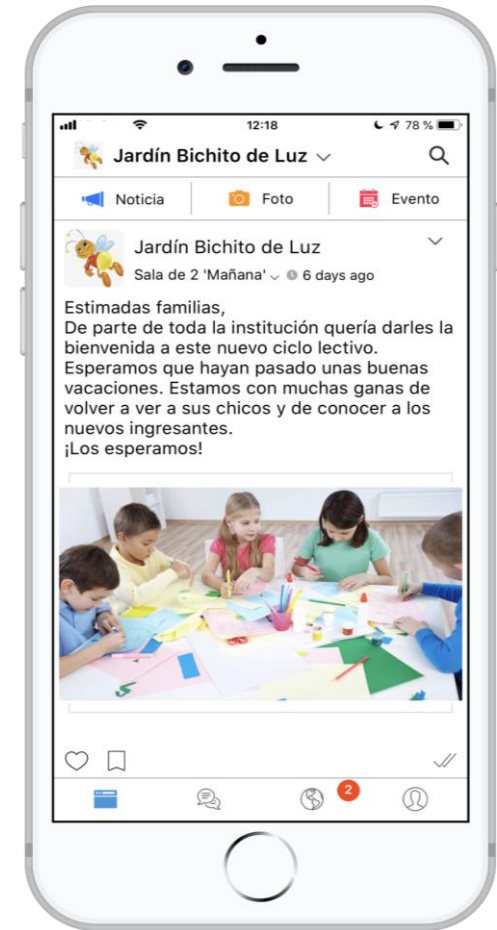 12:18
78 %
Jardín Bichito de Luz
Noticia
Foto
Evento
Jardín Bichito de Luz
Sala de 2 'Mañana' 6 days ago
Estimadas familias,
De parte de toda la institución quería darles la
bienvenida a este nuevo ciclo lectivo.
Esperamos que hayan pasado unas buenas
vacaciones. Estamos con muchas ganas de
volver a ver a sus chicos y de conocer a los
nuevos ingresantes.
¡Los esperamos!
2